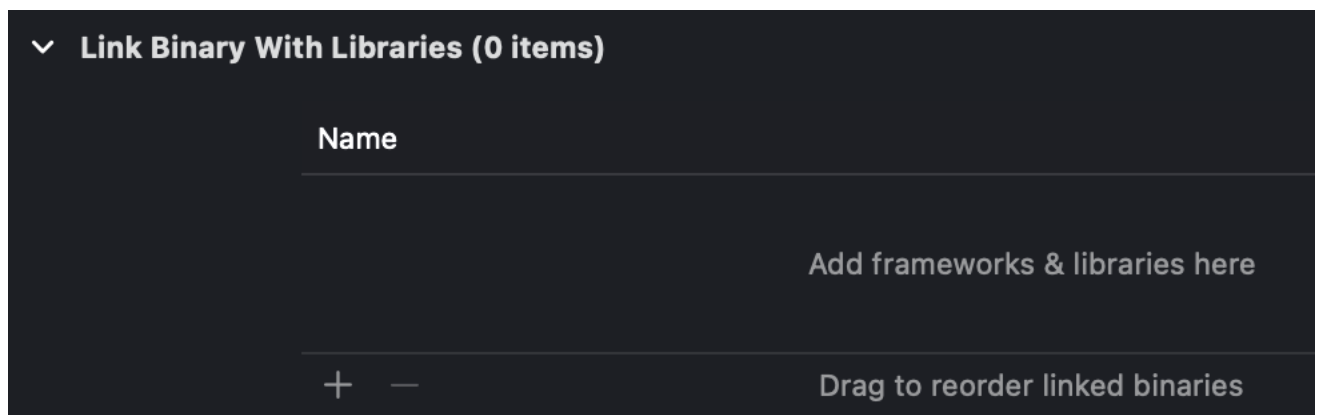 Link Binary With Libraries (0 items)
Name
Add frameworks & libraries here
Drag to reorder linked binaries